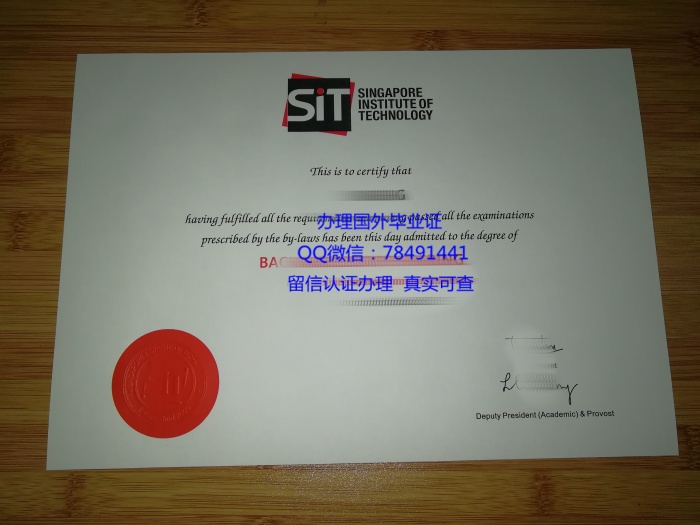 SiT
SINGAPORE
INSTITUTE OF
TECHNOLOGY
This is to certify that
G
having fulfilled all the passed all the examinations
办理国外毕业证
prescribed by the by-laws has been this day admitted to the degree of
QQ微信：78491441
BAC
留信认证办理 真实可查
Deputy President (Academic) & Provost